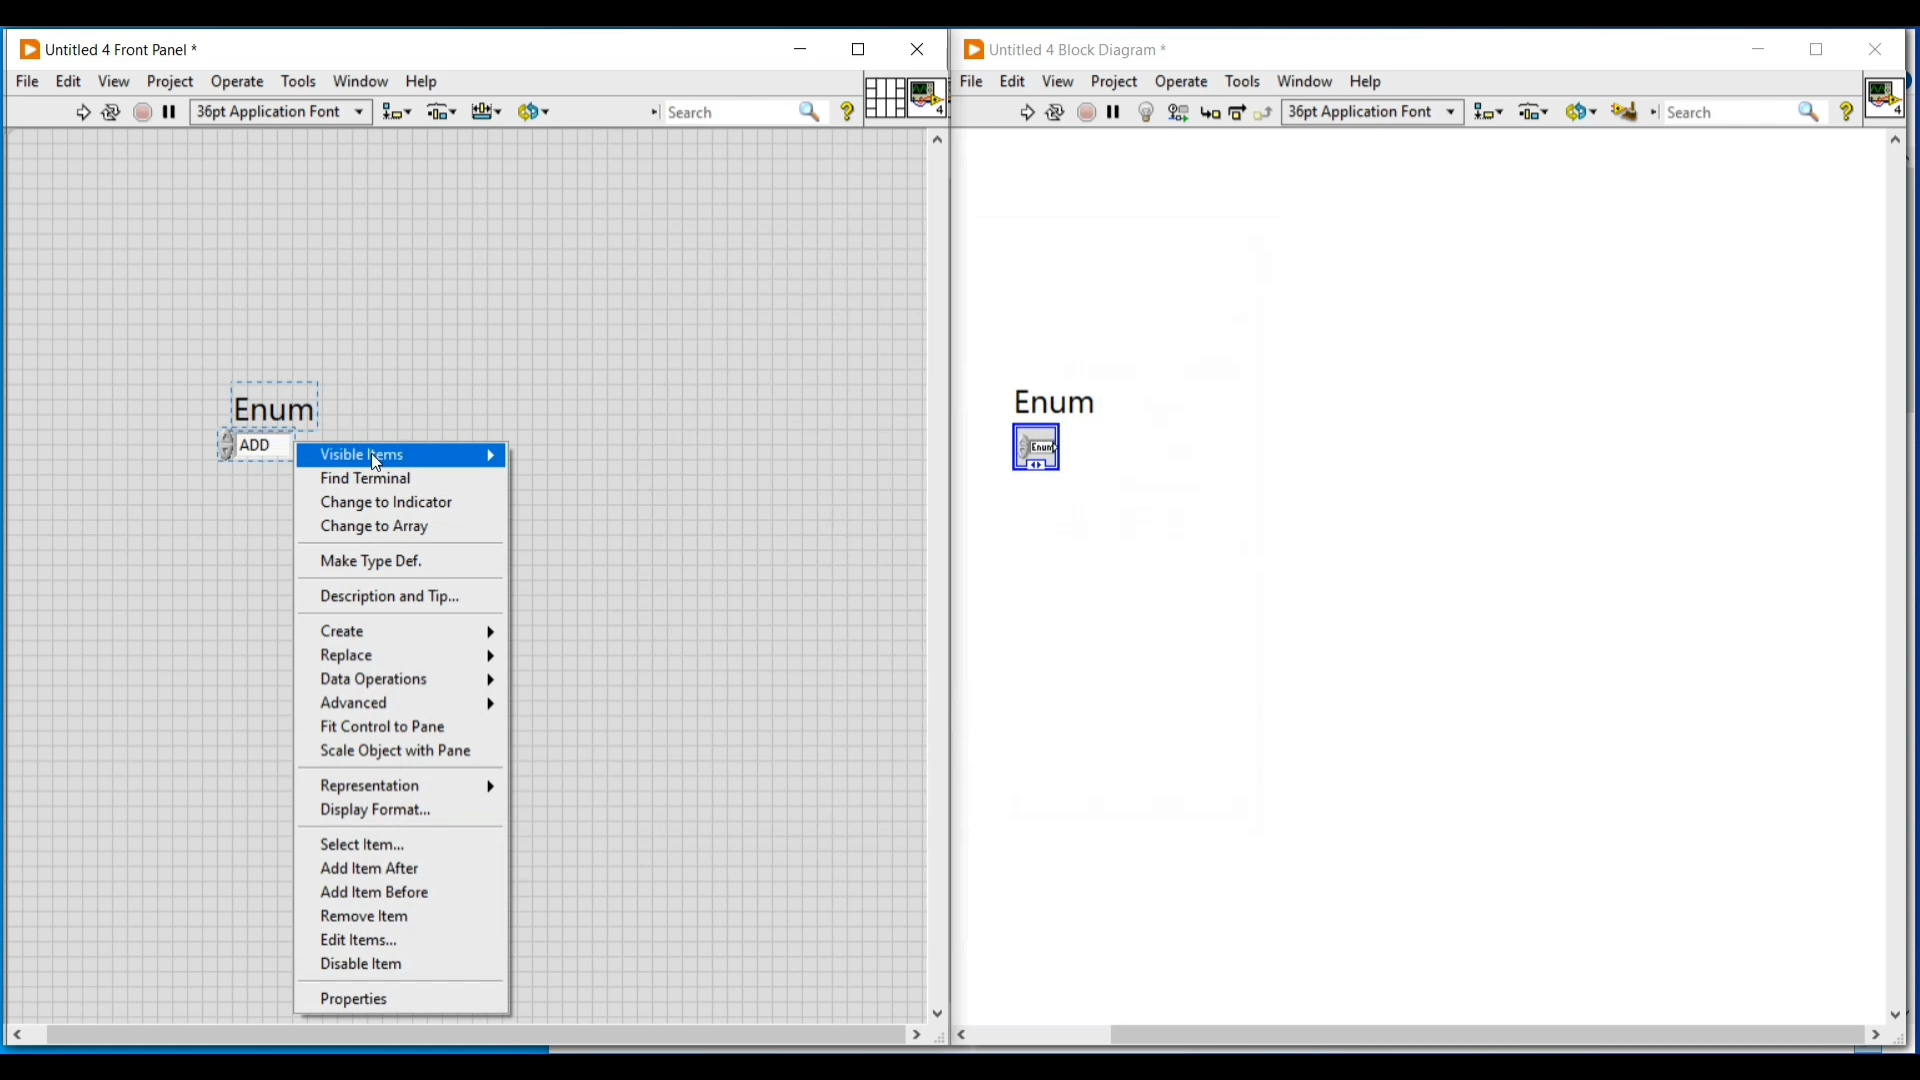 Untitled 4 Front Panel *
File Edit View Project Operate Tools Window Help
36pt Application Font
Search
4
Enum
ADD
Visible Items
Find Terminal
Change to Indicator
Change to Array
Make Type Def.
Description and Tip...
Create
Replace
Data Operations
Advanced
Fit Control to Pane
Scale Object with Pane
Representation
Display Format...
Select Item...
Add Item After
Add Item Before
Remove Item
Edit Items...
Disable Item
Properties
Untitled 4 Block Diagram *
File Edit View Project Operate Tools Window Help
36pt Application Font
Search
4
Enum
Enum